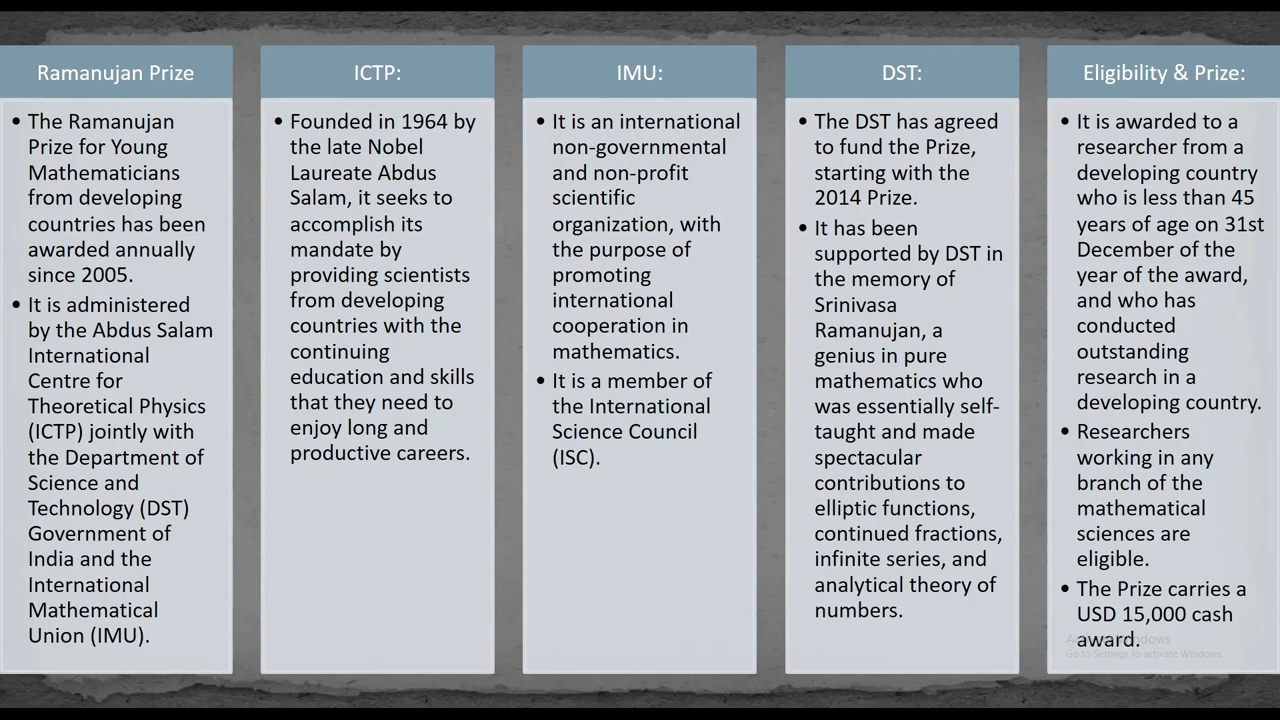 Ramanujan Prize
• The Ramanujan
Prize for Young
Mathematicians
from developing
countries has been
awarded annually
since 2005.
• It is administered
by the Abdus Salam
International
Centre for
Theoretical Physics
(ICTP) jointly with
the Department of
Science and
Technology (DST)
Government of
India and the
International
Mathematical
Union (IMU).
ICTP:
• Founded in 1964 by
the late Nobel
Laureate Abdus
Salam, it seeks to
accomplish its
mandate by
providing scientists
from developing
countries with the
continuing
education and skills
that they need to
enjoy long and
productive careers.
IMU:
• It is an international
non-governmental
and non-profit
scientific
organization, with
the purpose of
promoting
international
cooperation in
mathematics.
• It is a member of
the International
Science Council
(ISC).
DST:
• The DST has agreed
to fund the Prize,
starting with the
2014 Prize.
• It has been
supported by DST in
the memory of
Srinivasa
Ramanujan, a
genius in pure
mathematics who
was essentially self-
taught and made
spectacular
contributions to
elliptic functions,
continued fractions,
infinite series, and
analytical theory of
numbers.
Eligibility & Prize:
• It is awarded to a
researcher from a
developing country
who is less than 45
years of age on 31st
December of the
year of the award,
and who has
conducted
outstanding
research in a
developing country.
• Researchers
working in any
branch of the
mathematical
sciences are
eligible.
• The Prize carries a
USD 15,000 cash
award.
Activate Windows
Go to Settings to activate Windows.